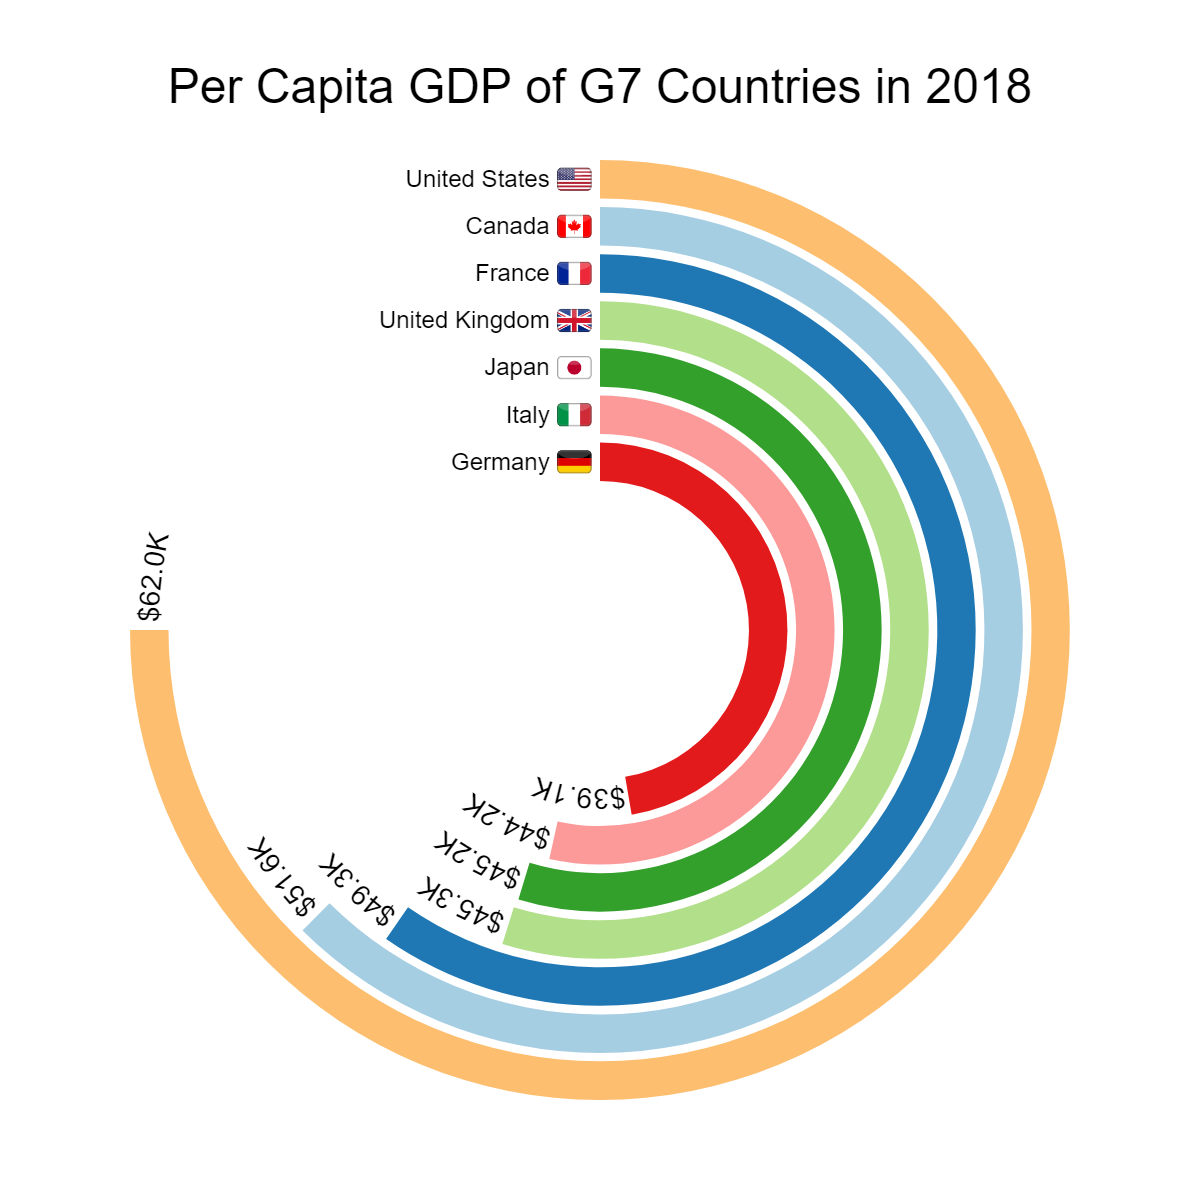 Per Capita GDP of G7 Countries in 2018
United States
Canada
France
United Kingdom
Japan
Italy
Germany
$62.0K
$51.6K
$49.3K
$45.3K
$45.2K
$44.2K
$39.1K